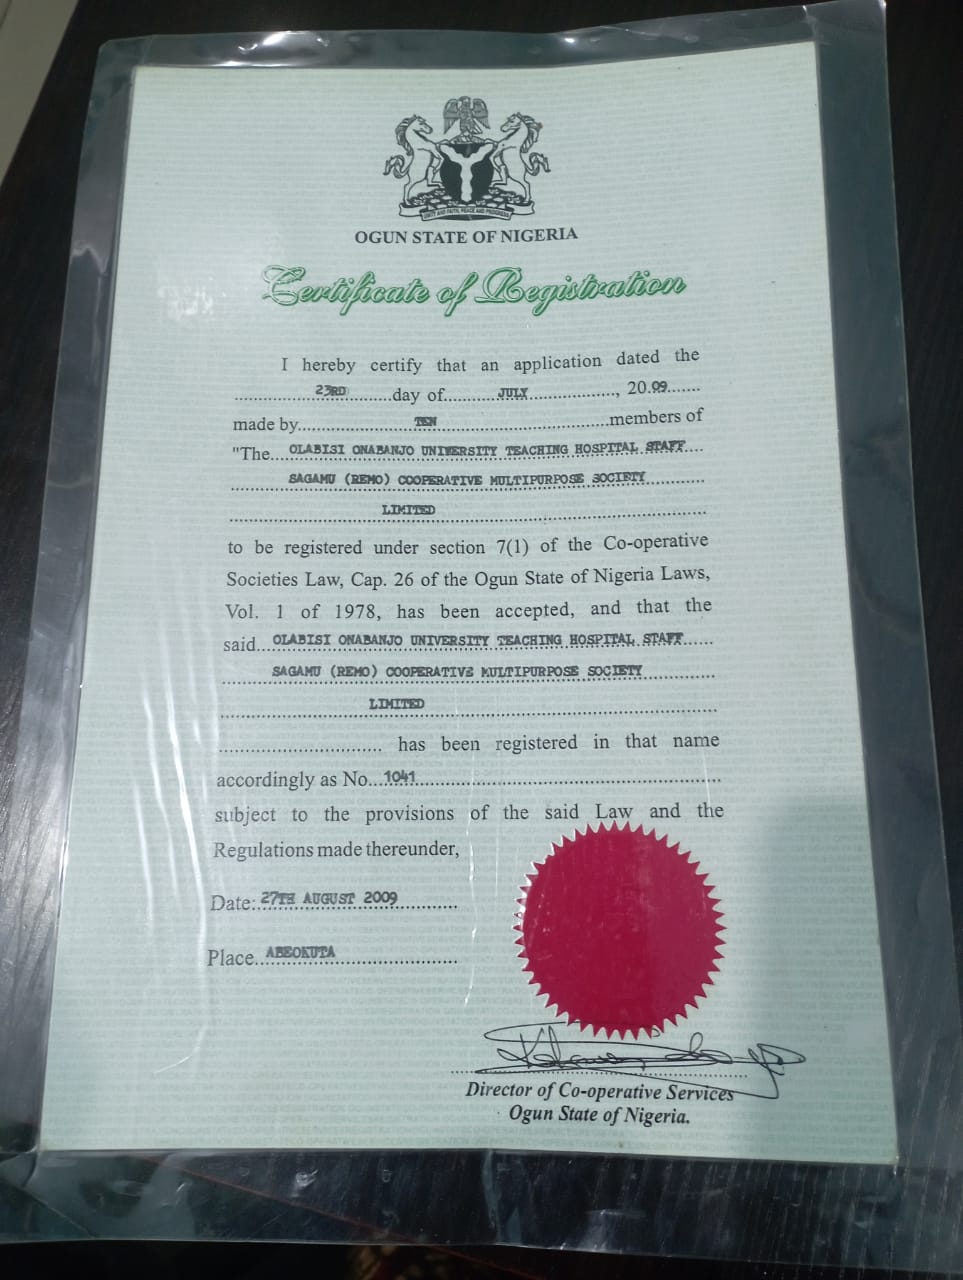 UNITY AND FAITH, PEACE AND PROGRESS
OGUN STATE OF NIGERIA
Certificate of Registration
I hereby certify that an application dated the
23RD day of JULY, 20.09
made by TEN members of
"The OLABISI ONABANJO UNIVERSITY TEACHING HOSPITAL STAFF
SAGAMU (REMO) COOPERATIVE MULTIPURPOSE SOCIETY
LIMITED
to be registered under section 7(1) of the Co-operative
Societies Law, Cap. 26 of the Ogun State of Nigeria Laws,
Vol. 1 of 1978, has been accepted, and that the
said OLABISI ONABANJO UNIVERSITY TEACHING HOSPITAL STAFF
SAGAMU (REMO) COOPERATIVE MULTIPURPOSE SOCIETY
LIMITED
has been registered in that name
accordingly as No. 1041
subject to the provisions of the said Law and the
Regulations made thereunder,
Date: 27TH AUGUST 2009
Place ABEOKUTA
Director of Co-operative Services
Ogun State of Nigeria.